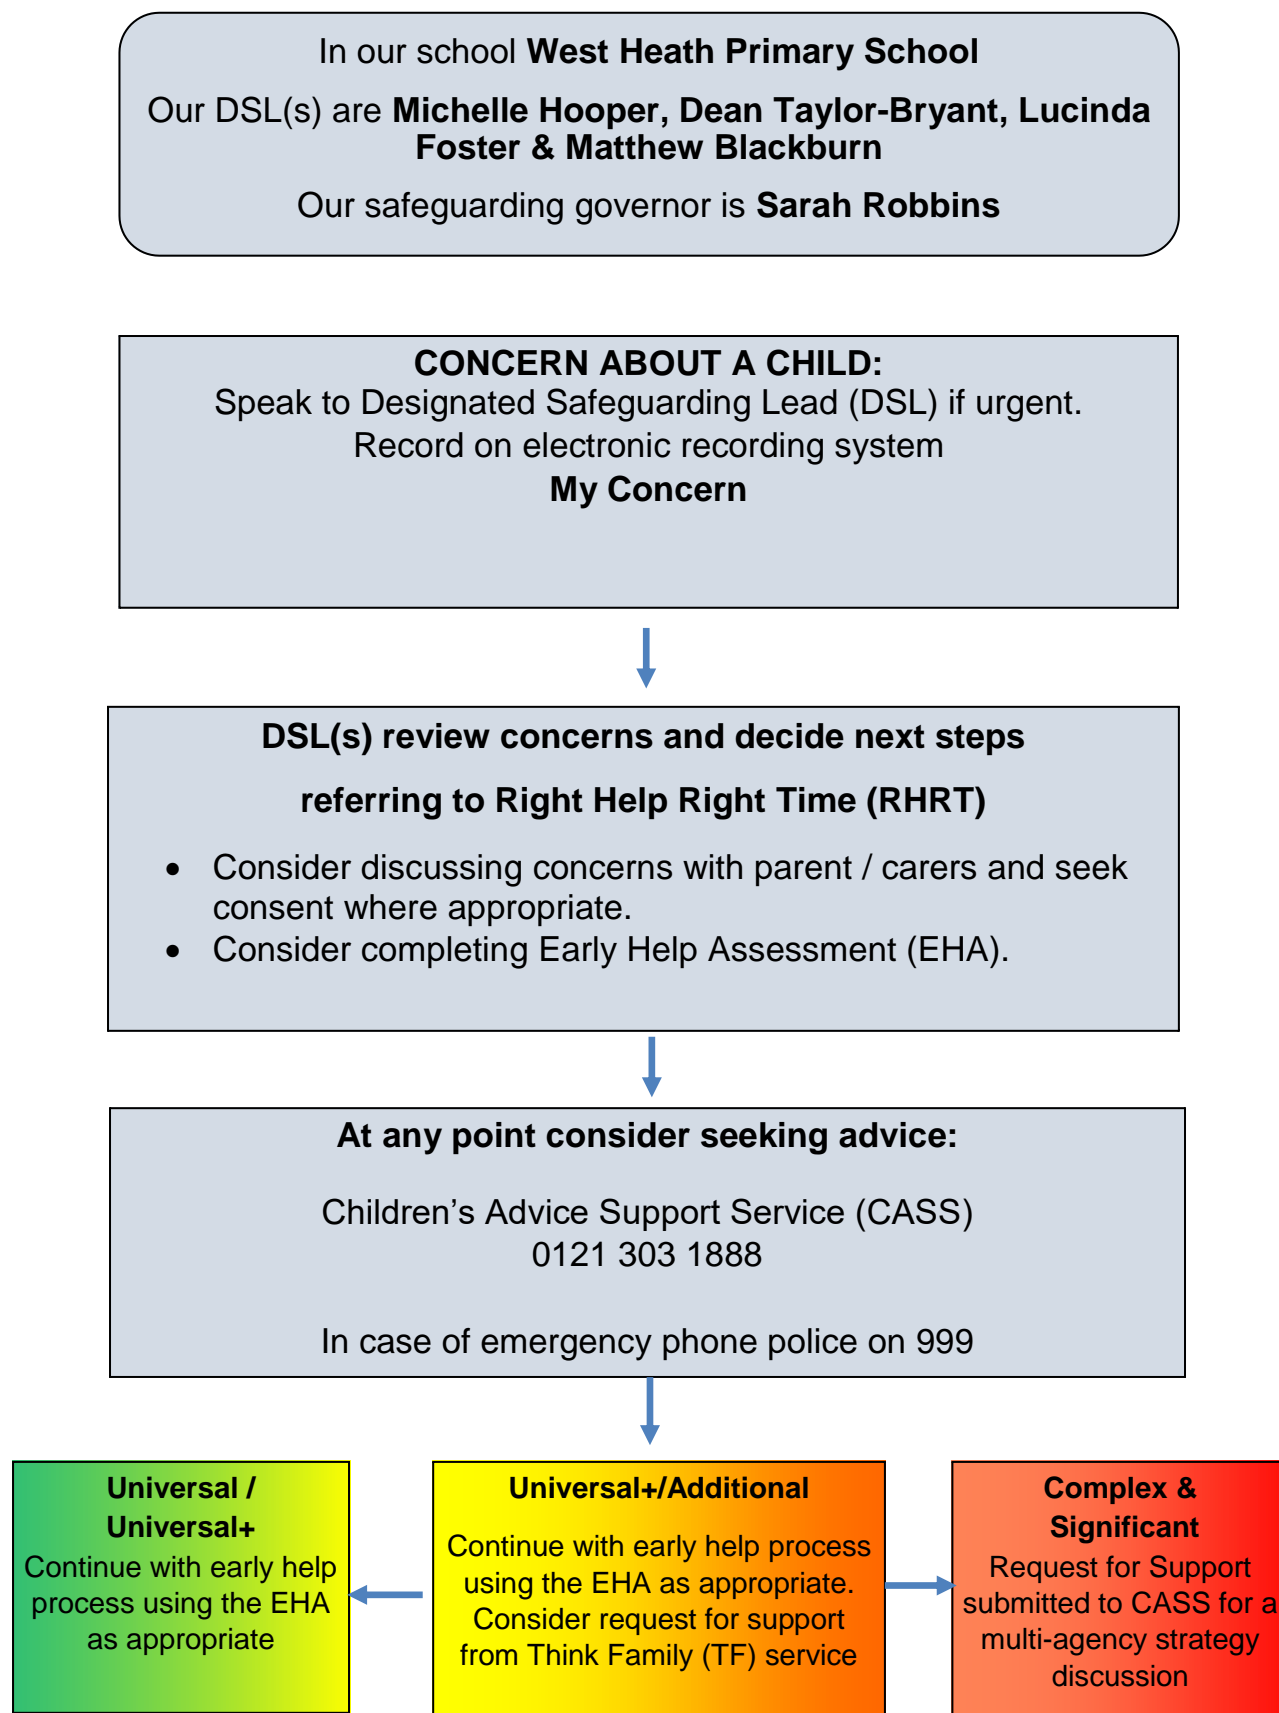 In our school West Heath Primary School
Our DSL(s) are Michelle Hooper, Dean Taylor-Bryant, Lucinda
Foster & Matthew Blackburn
Our safeguarding governor is Sarah Robbins
CONCERN ABOUT A CHILD:
Speak to Designated Safeguarding Lead (DSL) if urgent.
Record on electronic recording system
My Concern
DSL(s) review concerns and decide next steps
referring to Right Help Right Time (RHRT)
• Consider discussing concerns with parent / carers and seek
consent where appropriate.
• Consider completing Early Help Assessment (EHA).
At any point consider seeking advice:
Children’s Advice Support Service (CASS)
0121 303 1888
In case of emergency phone police on 999
Universal /
Universal+
Continue with early help
process using the EHA
as appropriate
Universal+/Additional
Continue with early help process
using the EHA as appropriate.
Consider request for support
from Think Family (TF) service
Complex &
Significant
Request for Support
submitted to CASS for a
multi-agency strategy
discussion